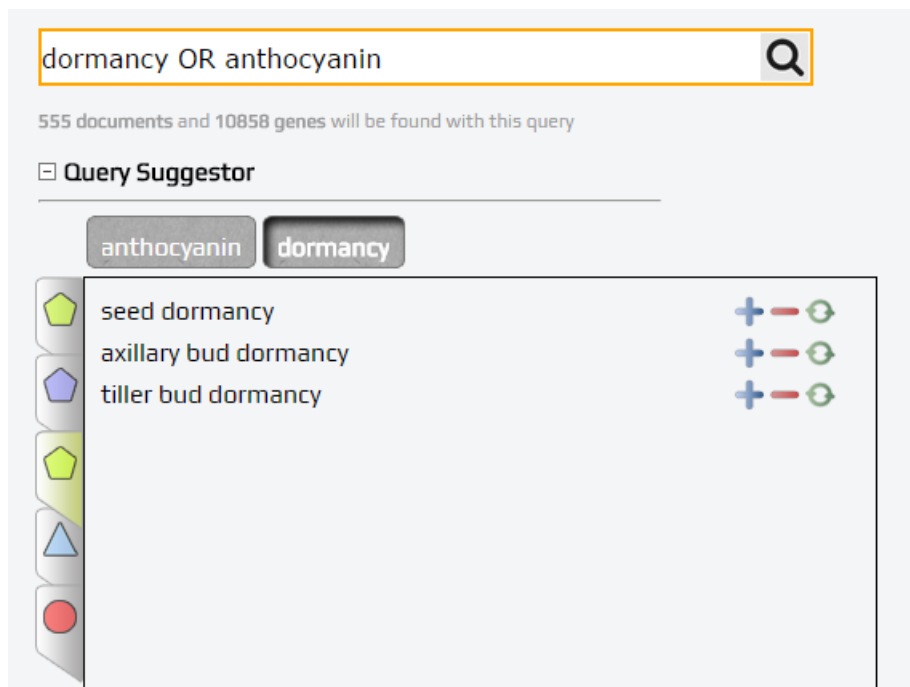 dormancy OR anthocyanin
555 documents and 10858 genes will be found with this query
Query Suggestor
anthocyanin dormancy
seed dormancy
axillary bud dormancy
tiller bud dormancy